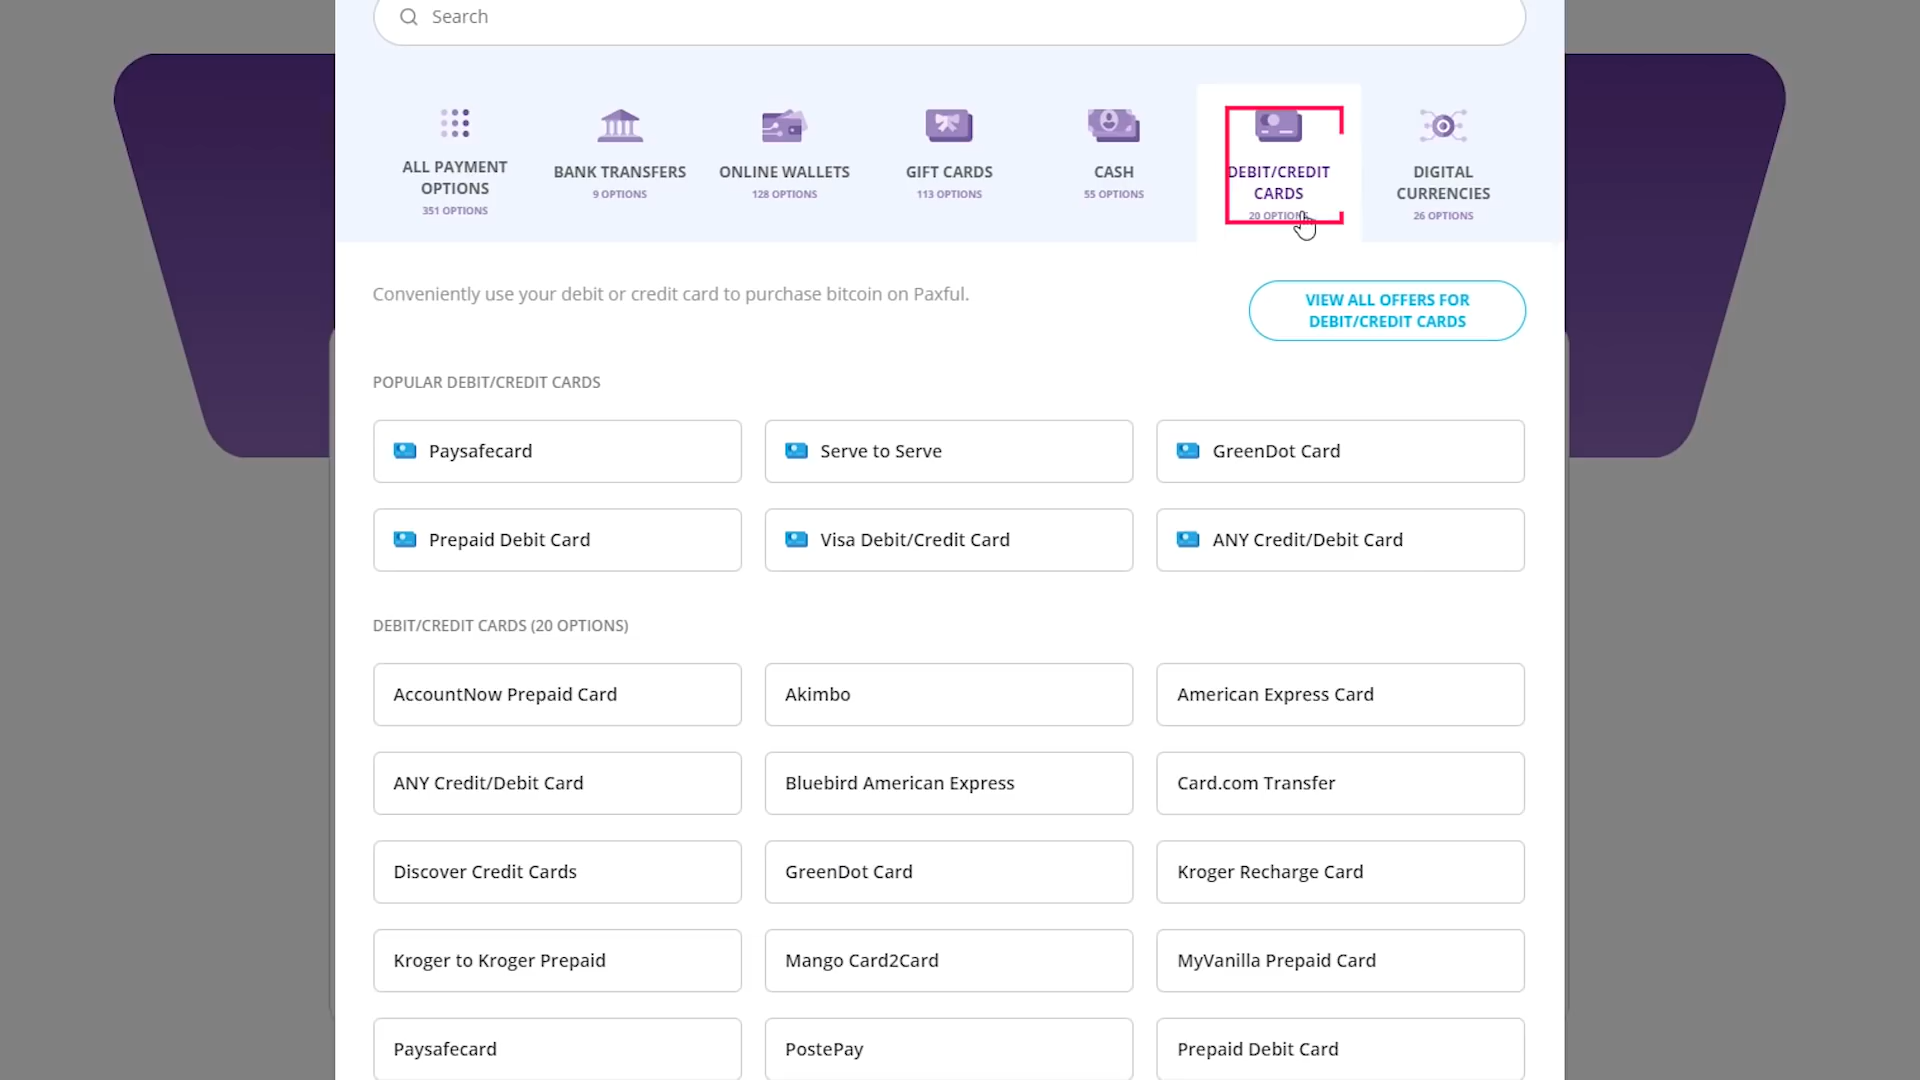 Search
ALL PAYMENT
OPTIONS
351 OPTIONS
BANK TRANSFERS
9 OPTIONS
ONLINE WALLETS
128 OPTIONS
GIFT CARDS
113 OPTIONS
CASH
55 OPTIONS
DEBIT/CREDIT
CARDS
20 OPTIONS
DIGITAL
CURRENCIES
26 OPTIONS
Conveniently use your debit or credit card to purchase bitcoin on Paxful.
VIEW ALL OFFERS FOR
DEBIT/CREDIT CARDS
POPULAR DEBIT/CREDIT CARDS
Paysafecard
Serve to Serve
GreenDot Card
Prepaid Debit Card
Visa Debit/Credit Card
ANY Credit/Debit Card
DEBIT/CREDIT CARDS (20 OPTIONS)
AccountNow Prepaid Card
Akimbo
American Express Card
ANY Credit/Debit Card
Bluebird American Express
Card.com Transfer
Discover Credit Cards
GreenDot Card
Kroger Recharge Card
Kroger to Kroger Prepaid
Mango Card2Card
MyVanilla Prepaid Card
Paysafecard
PostePay
Prepaid Debit Card